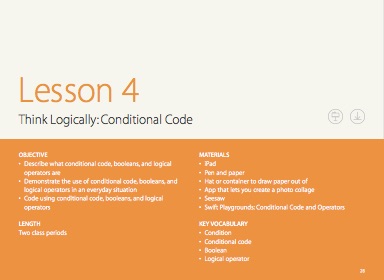 Lesson 4
Think Logically: Conditional Code
OBJECTIVE
• Describe what conditional code, booleans, and logical
operators are
• Demonstrate the use of conditional code, booleans, and
logical operators in an everyday situation
• Code using conditional code, booleans, and logical
operators
LENGTH
Two class periods
MATERIALS
• iPad
• Pen and paper
• Hat or container to draw paper out of
• App that lets you create a photo collage
• Seesaw
• Swift Playgrounds: Conditional Code and Operators
KEY VOCABULARY
• Condition
• Conditional code
• Boolean
• Logical operator